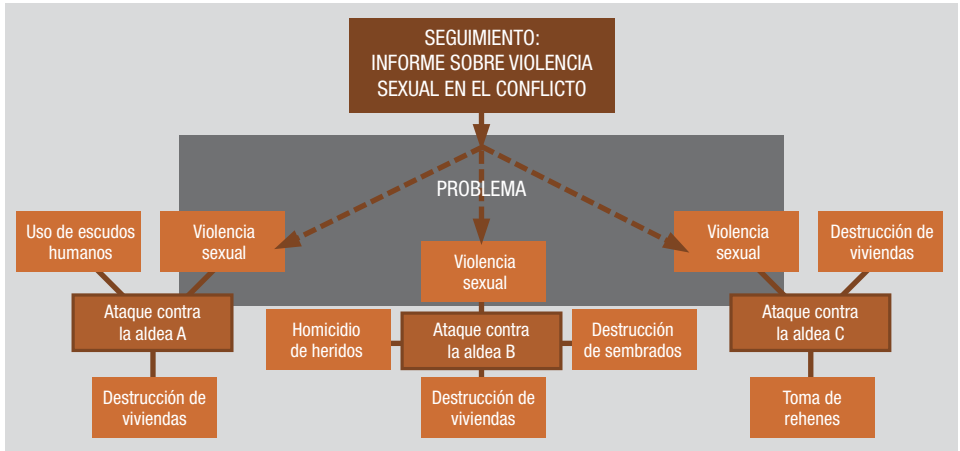 SEGUIMIENTO:
INFORME SOBRE VIOLENCIA
SEXUAL EN EL CONFLICTO
PROBLEMA
Uso de escudos
humanos
Violencia
sexual
Ataque contra
la aldea A
Destrucción de
viviendas
Violencia
sexual
Homicidio
de heridos
Ataque contra
la aldea B
Destrucción
de sembrados
Destrucción de
viviendas
Violencia
sexual
Destrucción de
viviendas
Ataque contra
la aldea C
Toma de
rehenes